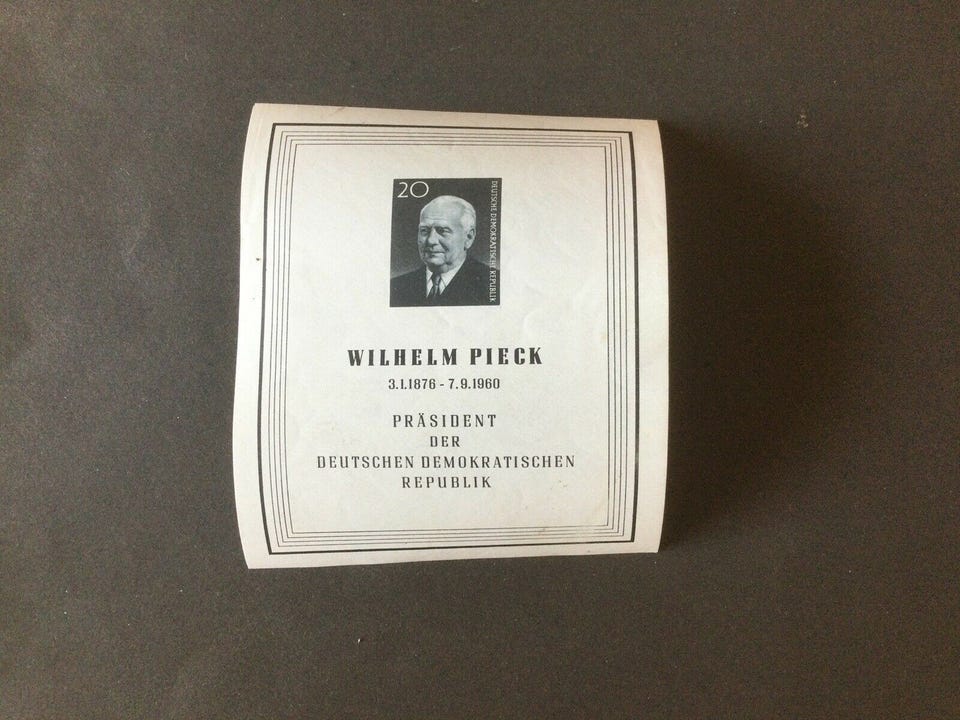 20
DEUTSCHE DEMOKRATISCHE REPUBLIK
WILHELM PIECK
3.1.1876 - 7.9.1960
PRÄSIDENT
DER
DEUTSCHEN DEMOKRATISCHEN
REPUBLIK